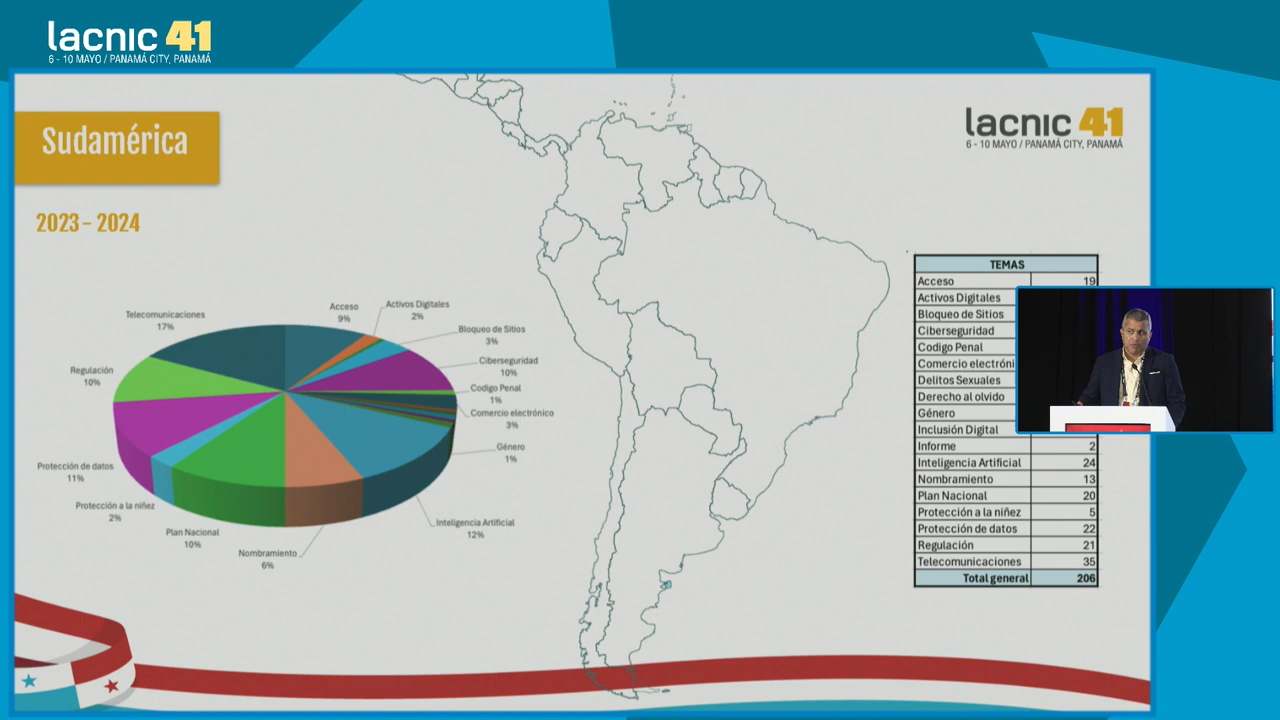 lacnic 41
6 - 10 MAYO / PANAMÁ CITY, PANAMÁ
Sudamérica
lacnic 41
6 - 10 MAYO / PANAMÁ CITY, PANAMÁ
2023 – 2024
Telecomunicaciones
17%
Acceso
9%
Activos Digitales
2%
Bloqueo de Sitios
3%
Ciberseguridad
10%
Codigo Penal
1%
Comercio electrónico
3%
Género
1%
Inteligencia Artificial
12%
Nombramiento
6%
Plan Nacional
10%
Protección a la niñez
2%
Protección de datos
11%
Regulación
10%
TEMAS
Acceso 19
Activos Digitales
Bloqueo de Sitios
Ciberseguridad
Codigo Penal
Comercio electróni
Delitos Sexuales
Derecho al olvido
Género
Inclusión Digital
Informe 2
Inteligencia Artificial 24
Nombramiento 13
Plan Nacional 20
Protección a la niñez 5
Protección de datos 22
Regulación 21
Telecomunicaciones 35
Total general 206